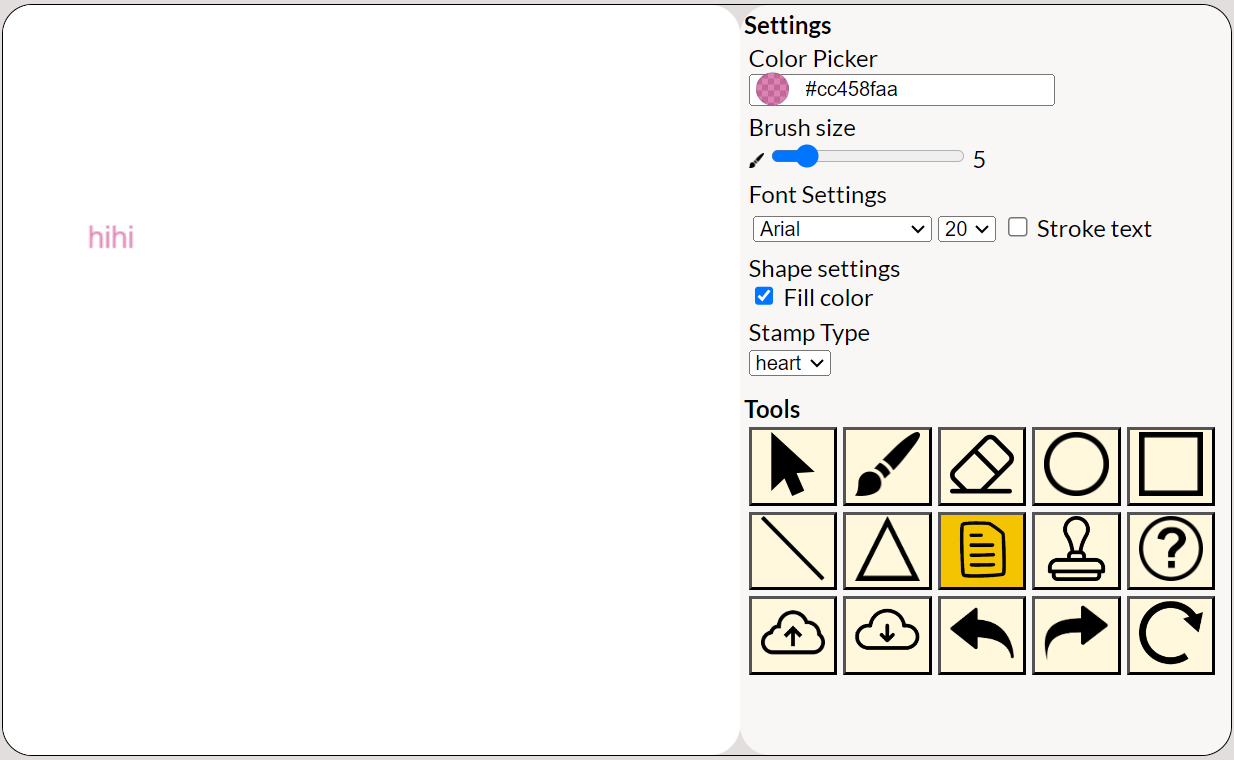 hihi
Settings
Color Picker
#cc458faa
Brush size
5
Font Settings
Arial 20 Stroke text
Shape settings
Fill color
Stamp Type
heart
Tools
?